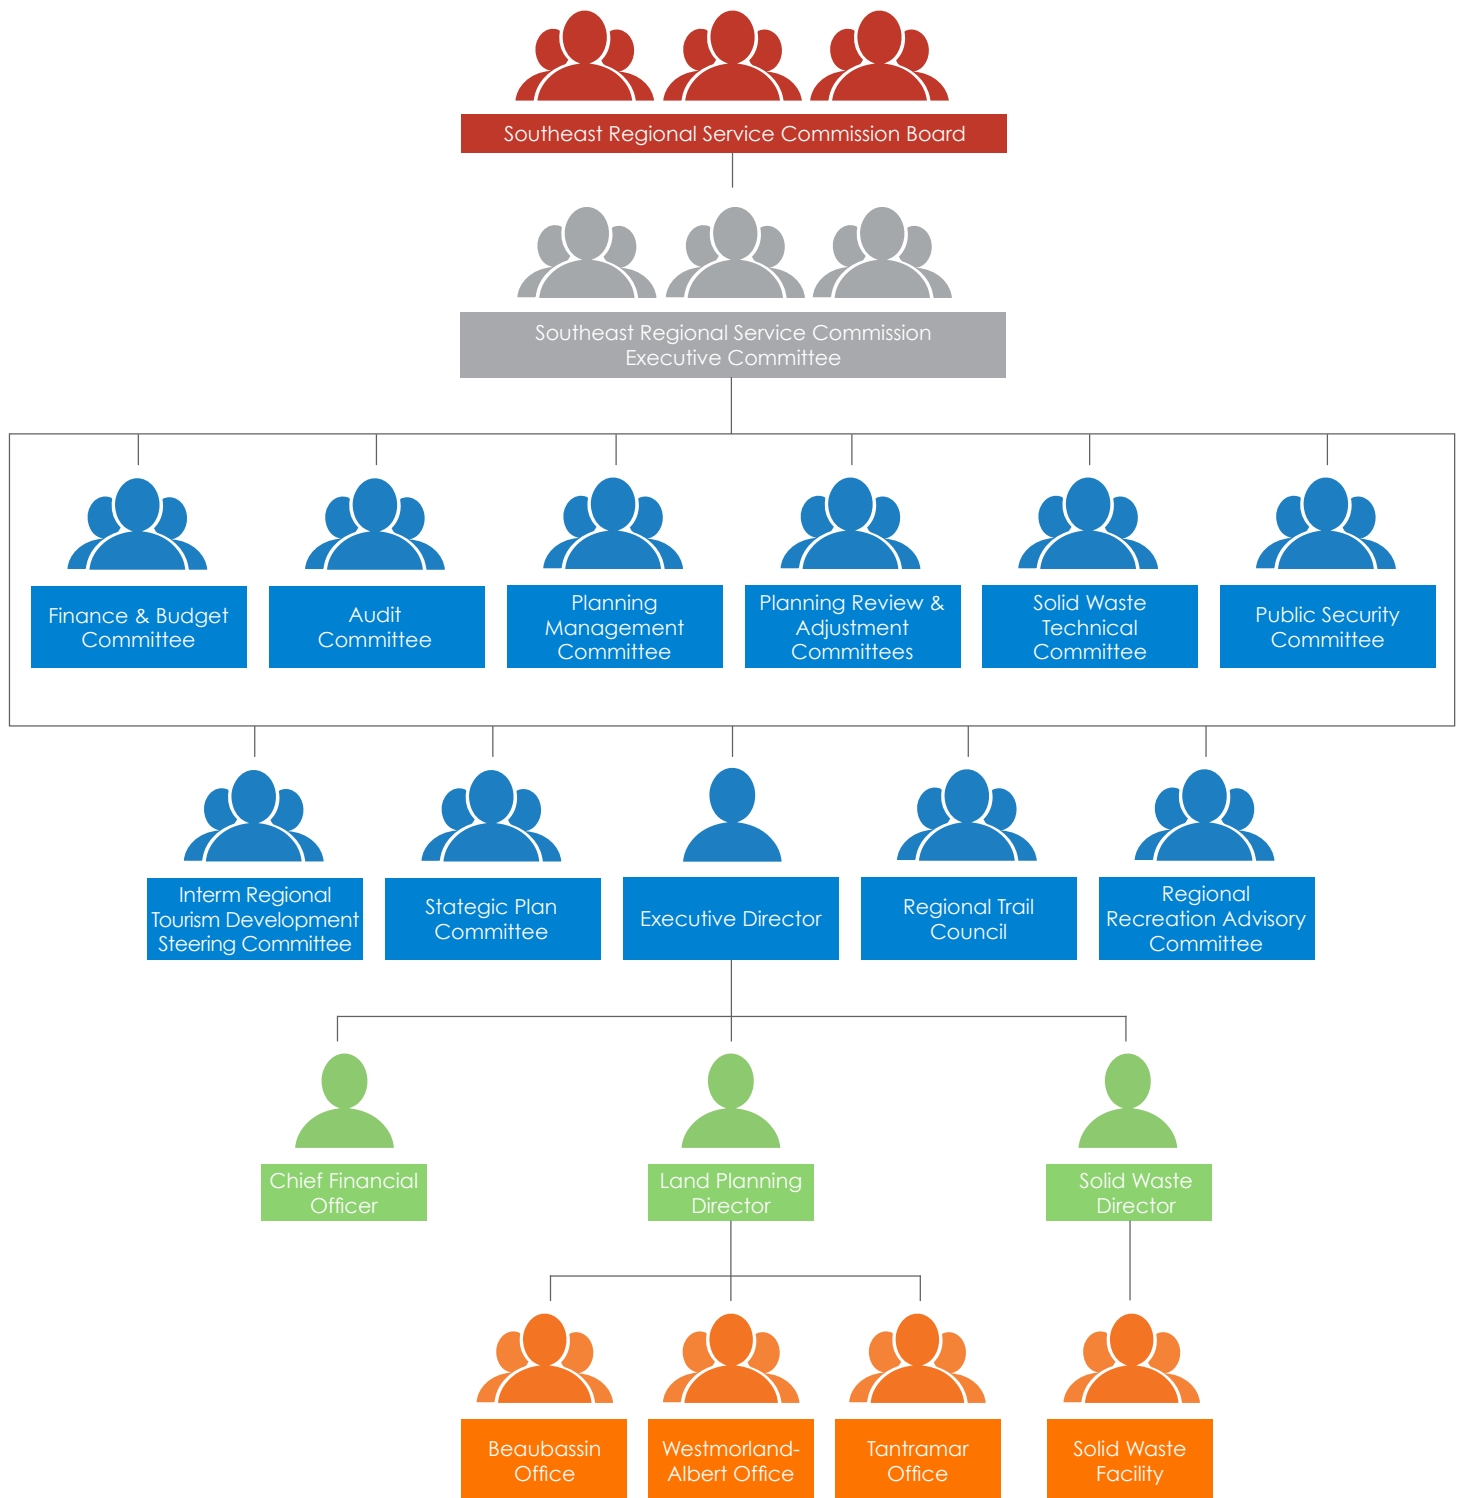 Southeast Regional Service Commission Board
Southeast Regional Service Commission
Executive Committee
Finance & Budget
Committee
Audit
Committee
Planning
Management
Committee
Planning Review &
Adjustment
Committees
Solid Waste
Technical
Committee
Public Security
Committee
Interm Regional
Tourism Development
Steering Committee
Stategic Plan
Committee
Executive Director
Regional Trail
Council
Regional
Recreation Advisory
Committee
Chief Financial
Officer
Land Planning
Director
Solid Waste
Director
Beaubassin
Office
Westmorland-
Albert Office
Tantramar
Office
Solid Waste
Facility